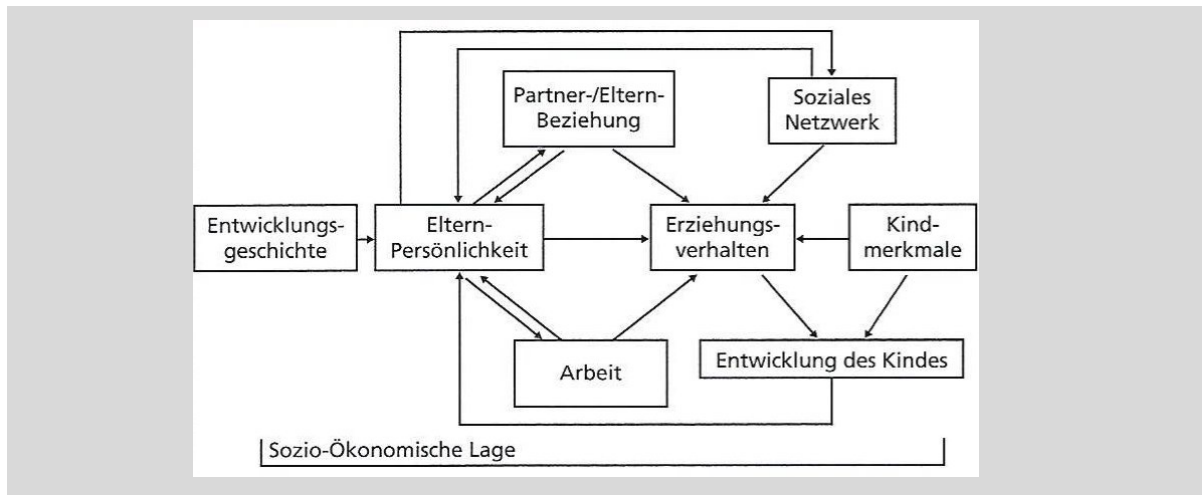 Partner-/Eltern-
Beziehung
Soziales
Netzwerk
Entwicklungs-
geschichte
Eltern-
Persönlichkeit
Erziehungs-
verhalten
Kind-
merkmale
Arbeit
Entwicklung des Kindes
Sozio-Ökonomische Lage